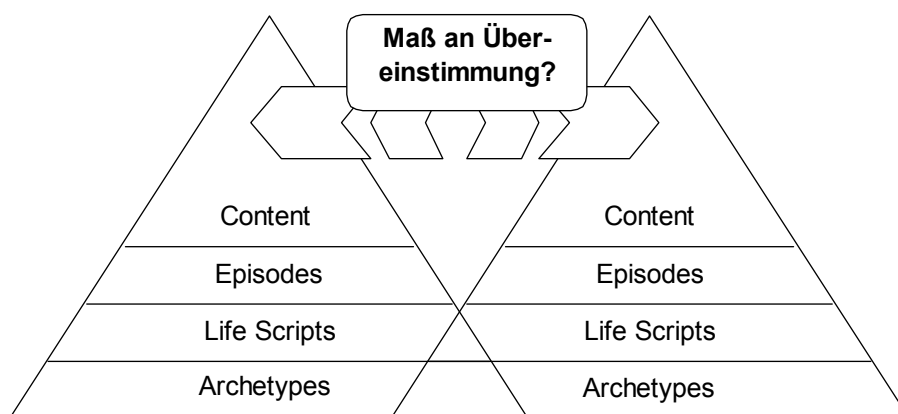 Maß an Über-
einstimmung?
Content Content
Episodes Episodes
Life Scripts Life Scripts
Archetypes Archetypes